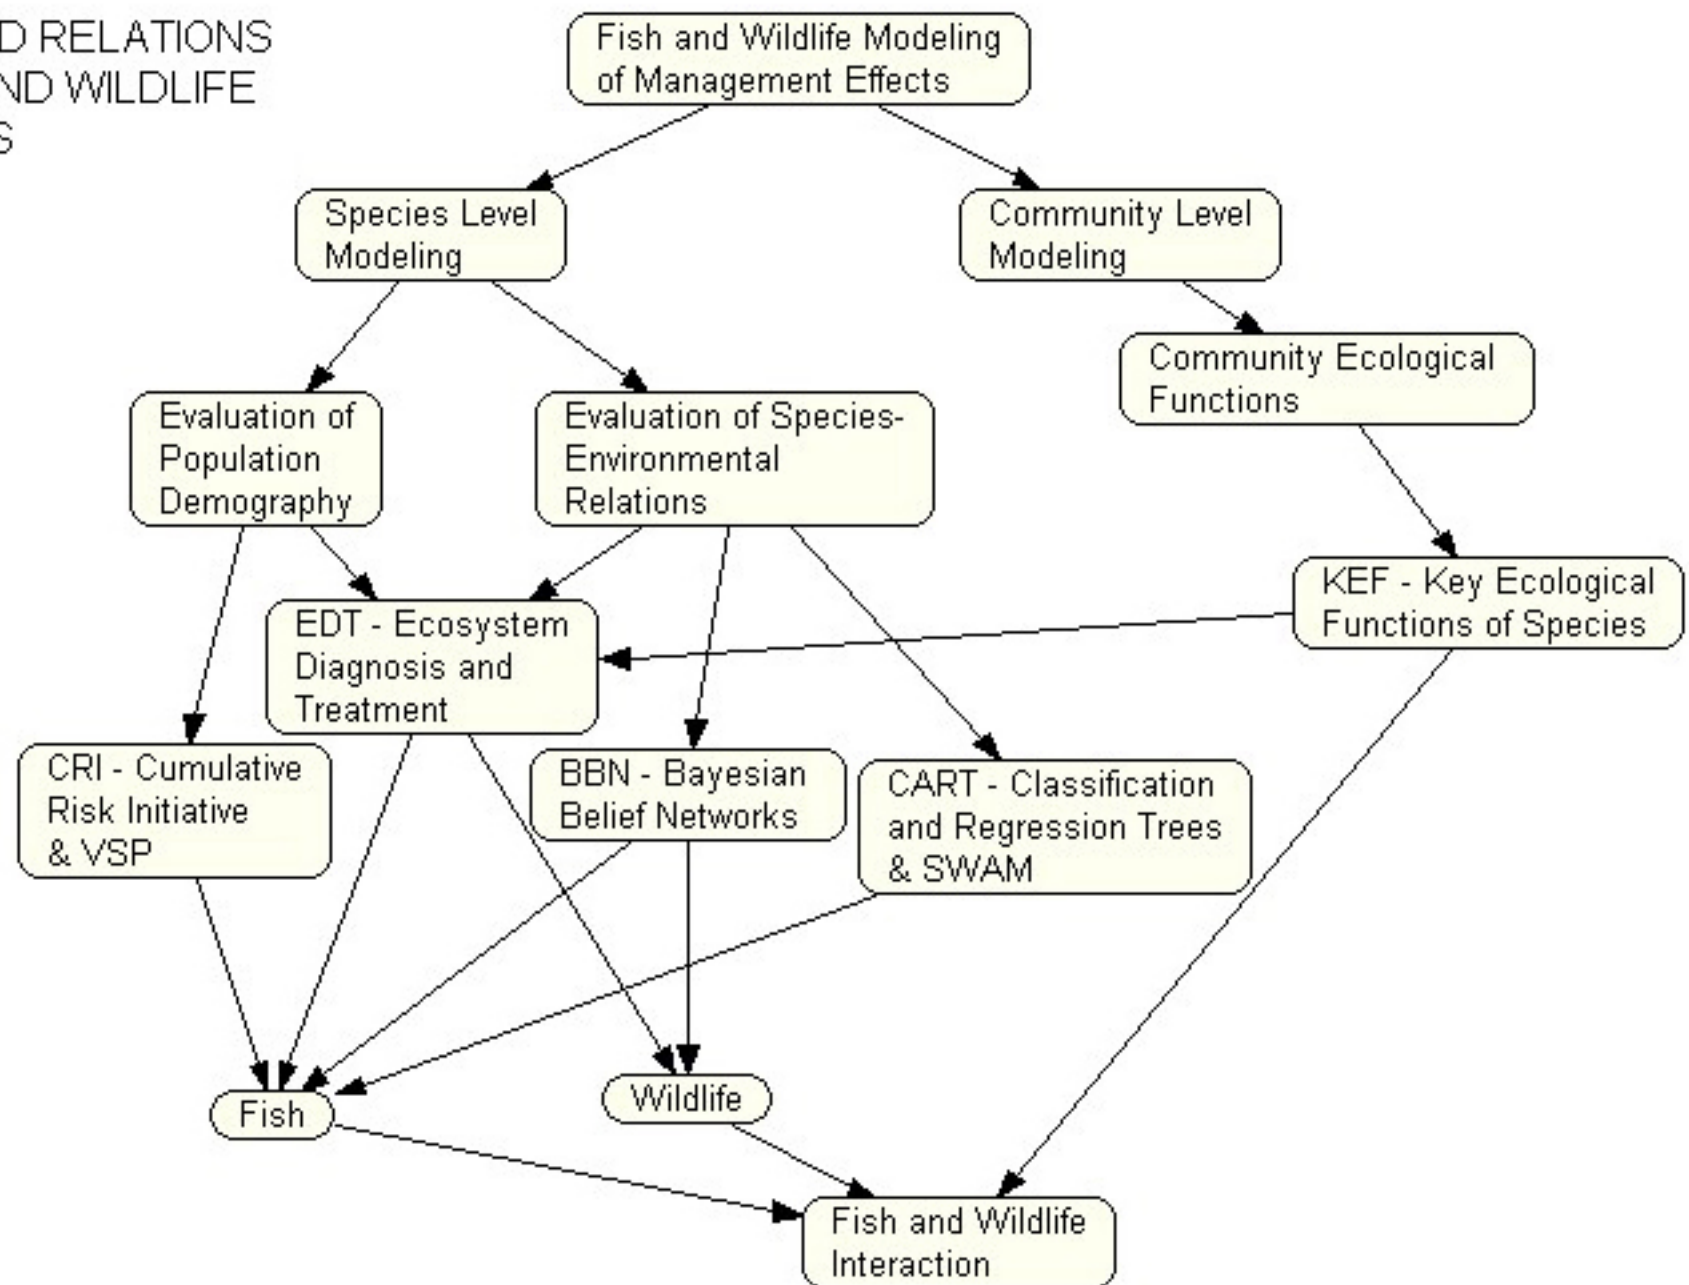 D RELATIONS
ND WILDLIFE
S
Fish and Wildlife Modeling
of Management Effects
Species Level
Modeling
Community Level
Modeling
Community Ecological
Functions
Evaluation of
Population
Demography
Evaluation of Species-
Environmental
Relations
KEF - Key Ecological
Functions of Species
EDT - Ecosystem
Diagnosis and
Treatment
CRI - Cumulative
Risk Initiative
& VSP
BBN - Bayesian
Belief Networks
CART - Classification
and Regression Trees
& SWAM
Fish
Wildlife
Fish and Wildlife
Interaction